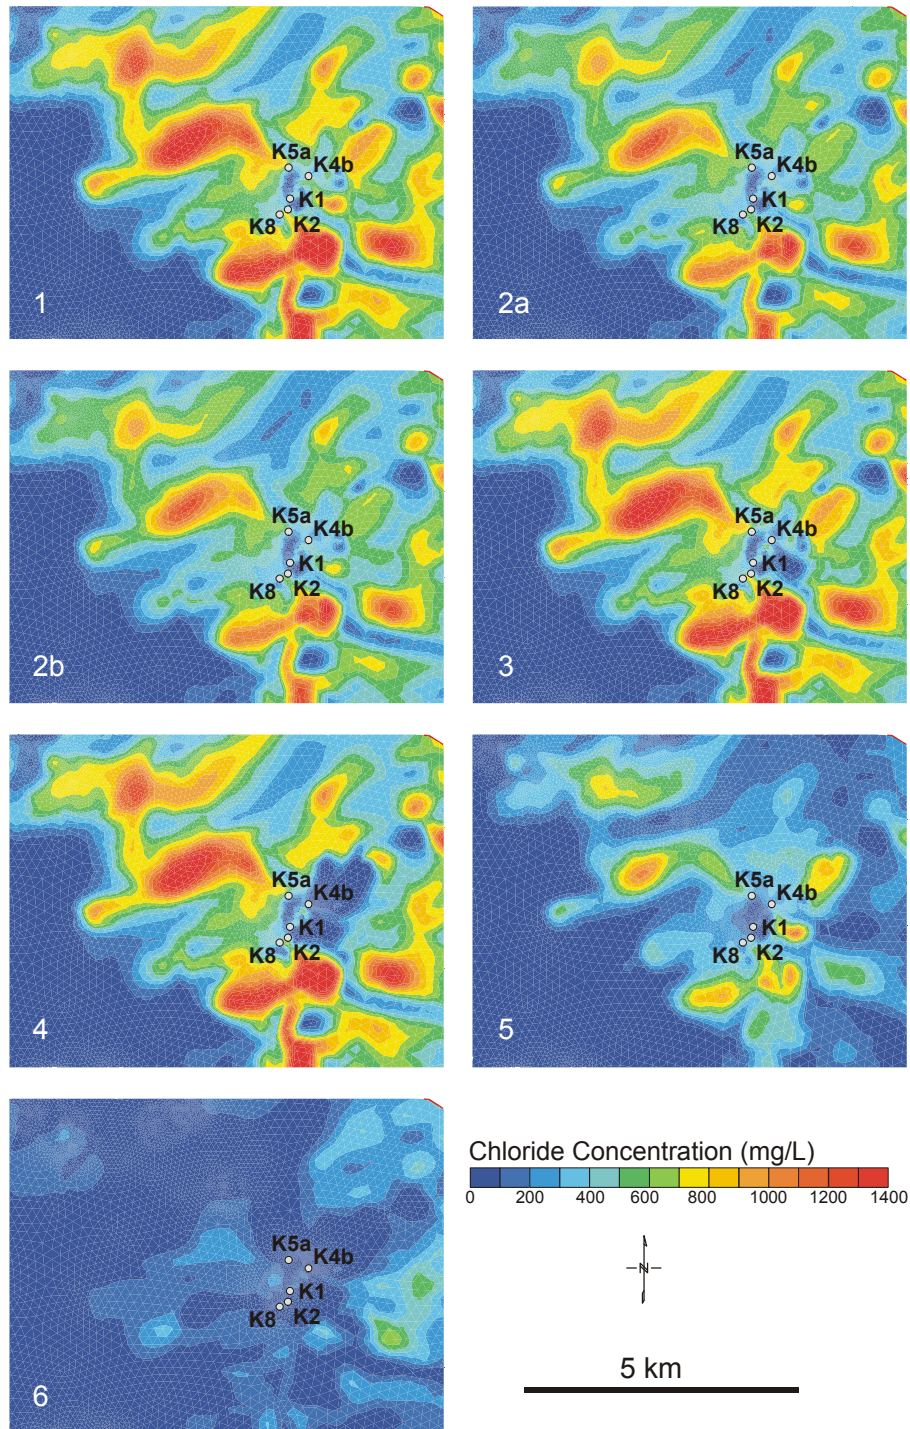 K5a
K4b
K1
K8 K2
1
K5a
K4b
K1
K8 K2
2a
K5a
K4b
K1
K8 K2
2b
K5a
K4b
K1
K8 K2
3
K5a
K4b
K1
K8 K2
4
K5a
K4b
K1
K8 K2
5
K5a
K4b
K1
K8 K2
6
Chloride Concentration (mg/L)
0 200 400 600 800 1000 1200 1400
N
5 km